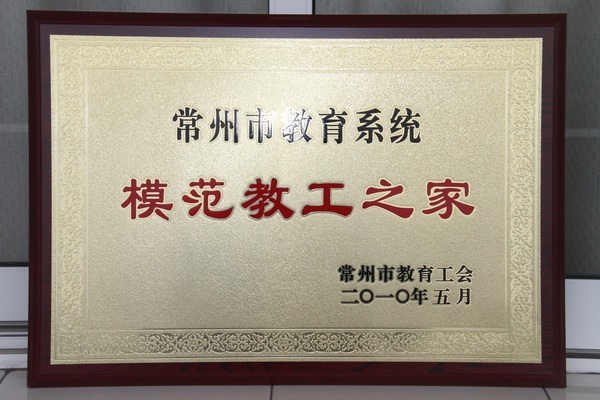 常州市教育系统
模范教工之家
常州市教育工会
二〇一〇年五月